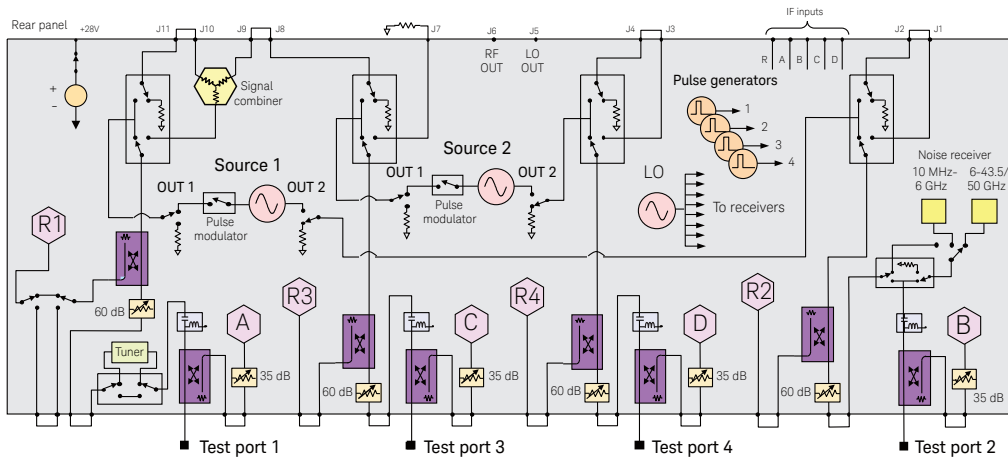 Rear panel
+28V
J11
J10
J9
J8
J7
J6
J5
J4
J3
IF inputs
J2
J1
RF
OUT
LO
OUT
R
A
B
C
D
+
-
Signal
combiner
Pulse generators
1
2
3
4
Source 1
OUT 1
OUT 2
Pulse
modulator
Source 2
OUT 1
OUT 2
Pulse
modulator
LO
To receivers
Noise receiver
10 MHz-
6 GHz
6-43.5/
50 GHz
R1
60 dB
Tuner
A
35 dB
R3
60 dB
C
35 dB
R4
60 dB
D
35 dB
R2
60 dB
B
35 dB
Test port 1
Test port 3
Test port 4
Test port 2